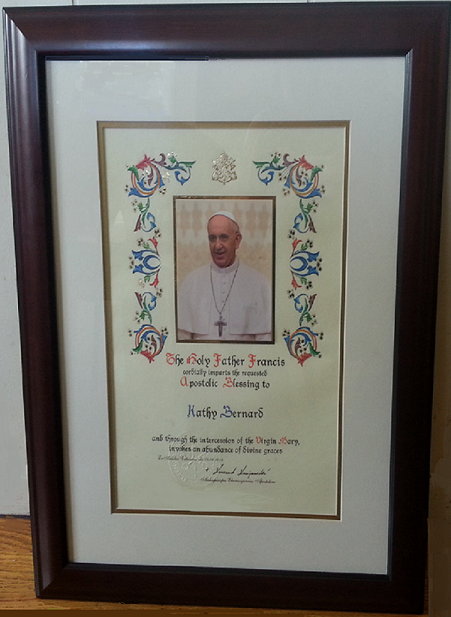 The Holy Father Francis
cordially imparts the requested
Apostolic Blessing to
Kathy Bernard
and through the intercession of the Virgin Mary,
invokes an abundance of divine graces